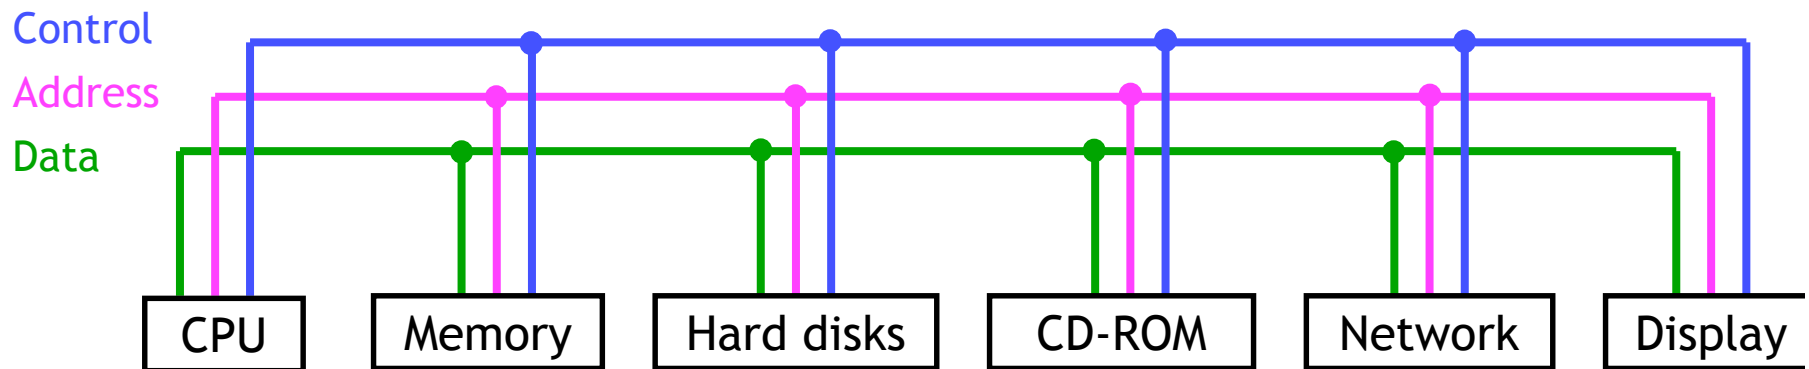 Control
Address
Data
CPU Memory Hard disks CD-ROM Network Display